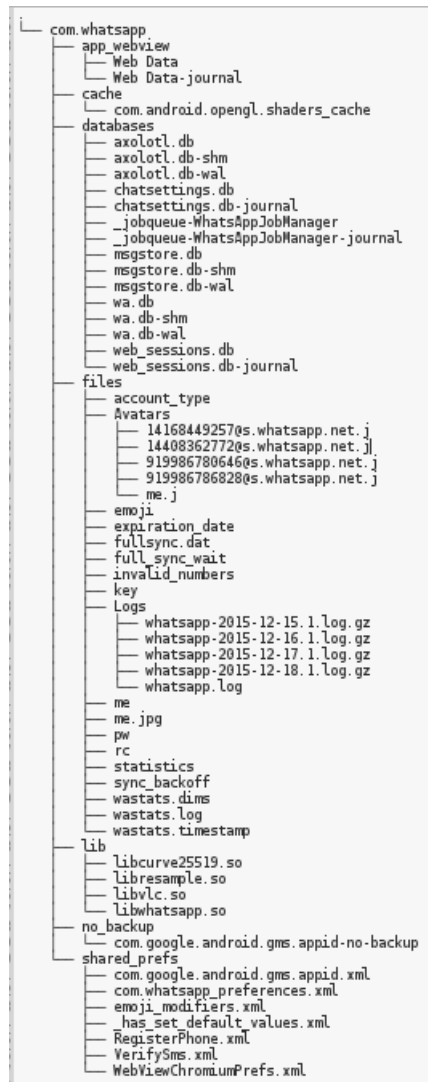 .
└── com.whatsapp
    ├── app_webview
    │   ├── Web Data
    │   └── Web Data-journal
    ├── cache
    │   └── com.android.opengl.shaders_cache
    ├── databases
    │   ├── axolotl.db
    │   ├── axolotl.db-shm
    │   ├── axolotl.db-wal
    │   ├── chatsettings.db
    │   ├── chatsettings.db-journal
    │   ├── _jobqueue-WhatsAppJobManager
    │   ├── _jobqueue-WhatsAppJobManager-journal
    │   ├── msgstore.db
    │   ├── msgstore.db-shm
    │   ├── msgstore.db-wal
    │   ├── wa.db
    │   ├── wa.db-shm
    │   ├── wa.db-wal
    │   ├── web_sessions.db
    │   └── web_sessions.db-journal
    ├── files
    │   ├── account_type
    │   ├── Avatars
    │   │   ├── 14168449257@s.whatsapp.net.j
    │   │   ├── 14408362772@s.whatsapp.net.j
    │   │   ├── 919986780646@s.whatsapp.net.j
    │   │   ├── 919986786828@s.whatsapp.net.j
    │   │   └── me.j
    │   ├── emoji
    │   ├── expiration_date
    │   ├── fullsync.dat
    │   ├── full_sync_wait
    │   ├── invalid_numbers
    │   ├── key
    │   ├── Logs
    │   │   ├── whatsapp-2015-12-15.1.log.gz
    │   │   ├── whatsapp-2015-12-16.1.log.gz
    │   │   ├── whatsapp-2015-12-17.1.log.gz
    │   │   ├── whatsapp-2015-12-18.1.log.gz
    │   │   └── whatsapp.log
    │   ├── me
    │   ├── me.jpg
    │   ├── pw
    │   ├── rc
    │   ├── statistics
    │   ├── sync_backoff
    │   ├── wastats.dims
    │   ├── wastats.log
    │   └── wastats.timestamp
    ├── lib
    │   ├── libcurve25519.so
    │   ├── libresample.so
    │   ├── libvlc.so
    │   └── libwhatsapp.so
    ├── no_backup
    │   └── com.google.android.gms.appid-no-backup
    └── shared_prefs
        ├── com.google.android.gms.appid.xml
        ├── com.whatsapp_preferences.xml
        ├── emoji_modifiers.xml
        ├── _has_set_default_values.xml
        ├── RegisterPhone.xml
        ├── VerifySms.xml
        └── WebViewChromiumPrefs.xml